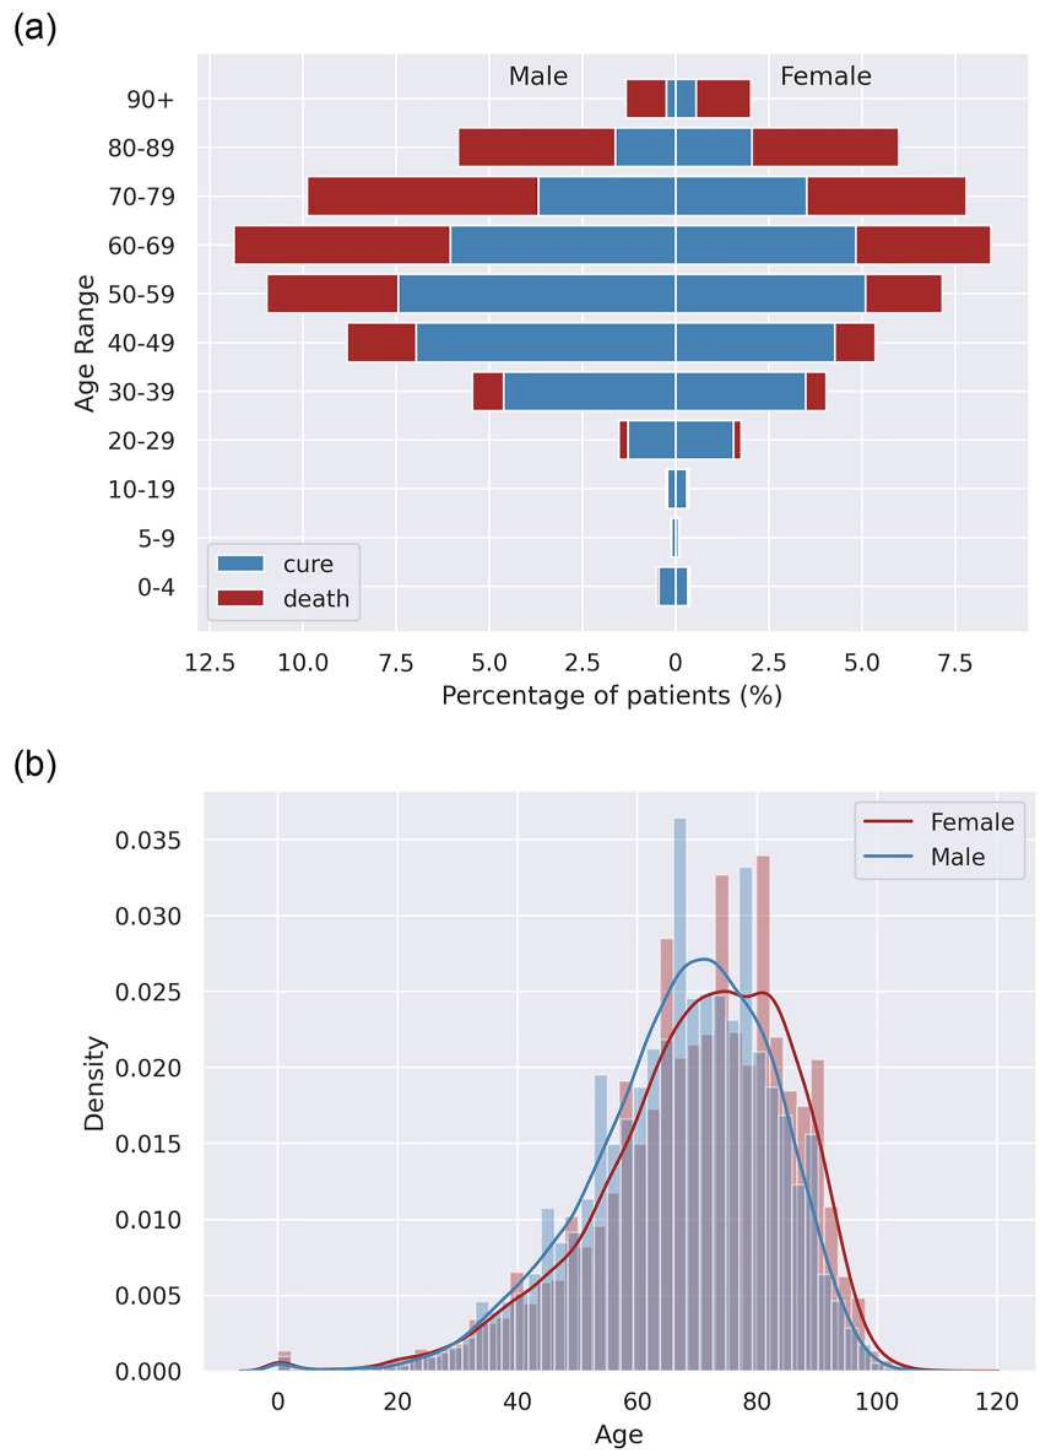 (a)
Male Female
90+
80-89
70-79
60-69
50-59
40-49
30-39
20-29
10-19
5-9
0-4
Age Range
cure
death
12.5 10.0 7.5 5.0 2.5 0 2.5 5.0 7.5
Percentage of patients (%)
(b)
Female
Male
0.035
0.030
0.025
0.020
0.015
0.010
0.005
0.000
Density
0 20 40 60 80 100 120
Age